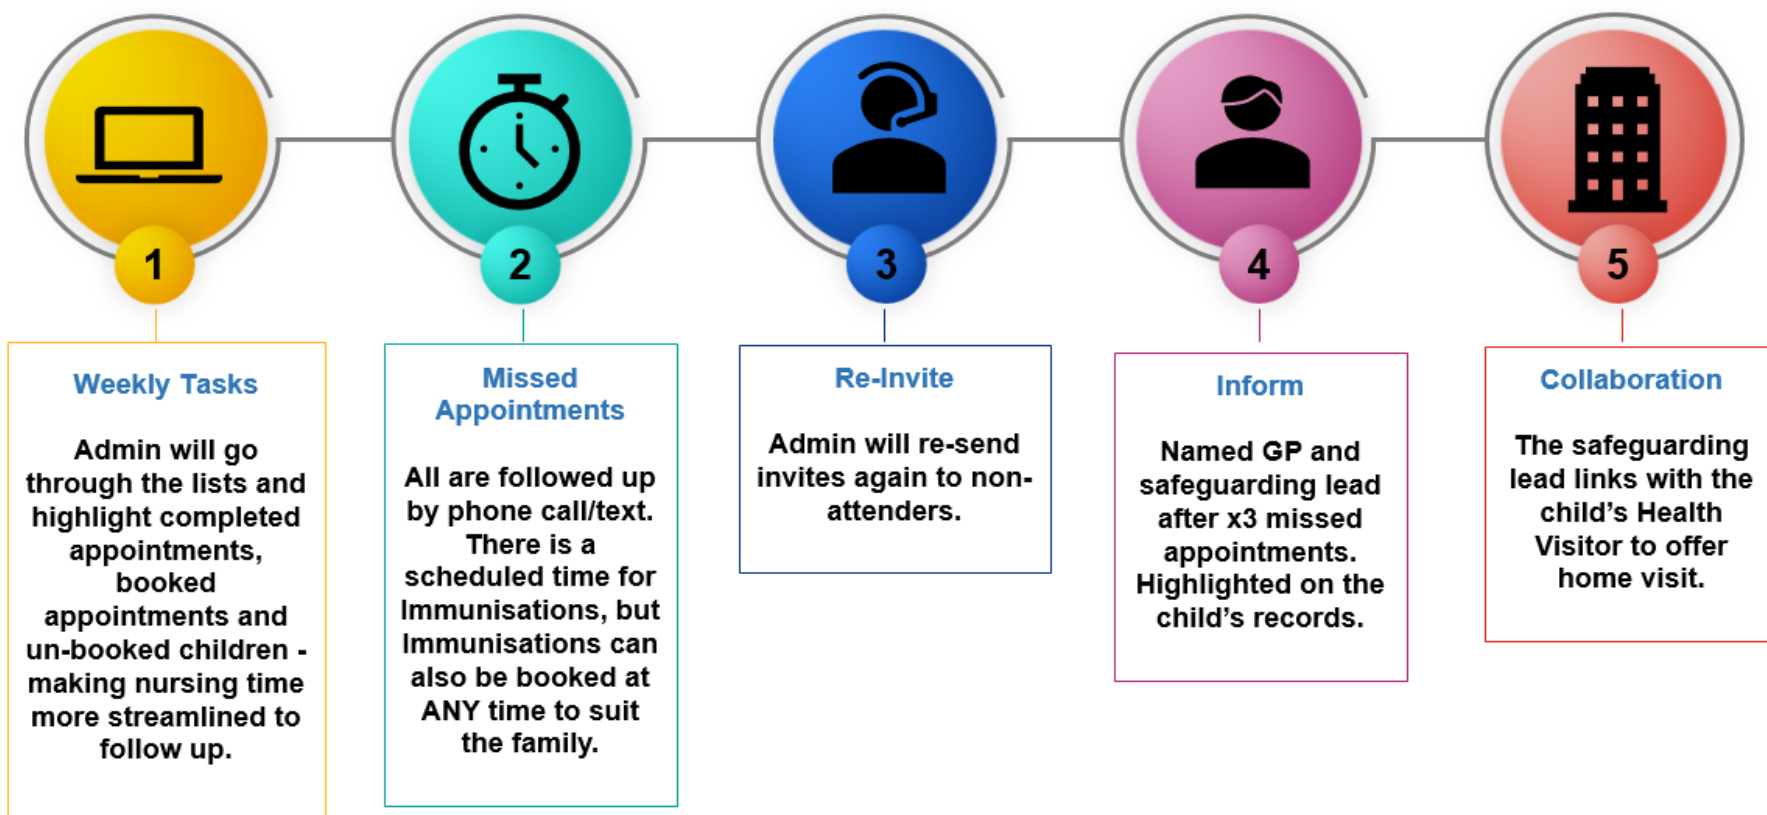 1
2
3
4
5
Weekly Tasks
Admin will go
through the lists and
highlight completed
appointments,
booked
appointments and
un-booked children -
making nursing time
more streamlined to
follow up.
Missed
Appointments
All are followed up
by phone call/text.
There is a
scheduled time for
Immunisations, but
Immunisations can
also be booked at
ANY time to suit
the family.
Re-Invite
Admin will re-send
invites again to non-
attenders.
Inform
Named GP and
safeguarding lead
after x3 missed
appointments.
Highlighted on the
child's records.
Collaboration
The safeguarding
lead links with the
child's Health
Visitor to offer
home visit.